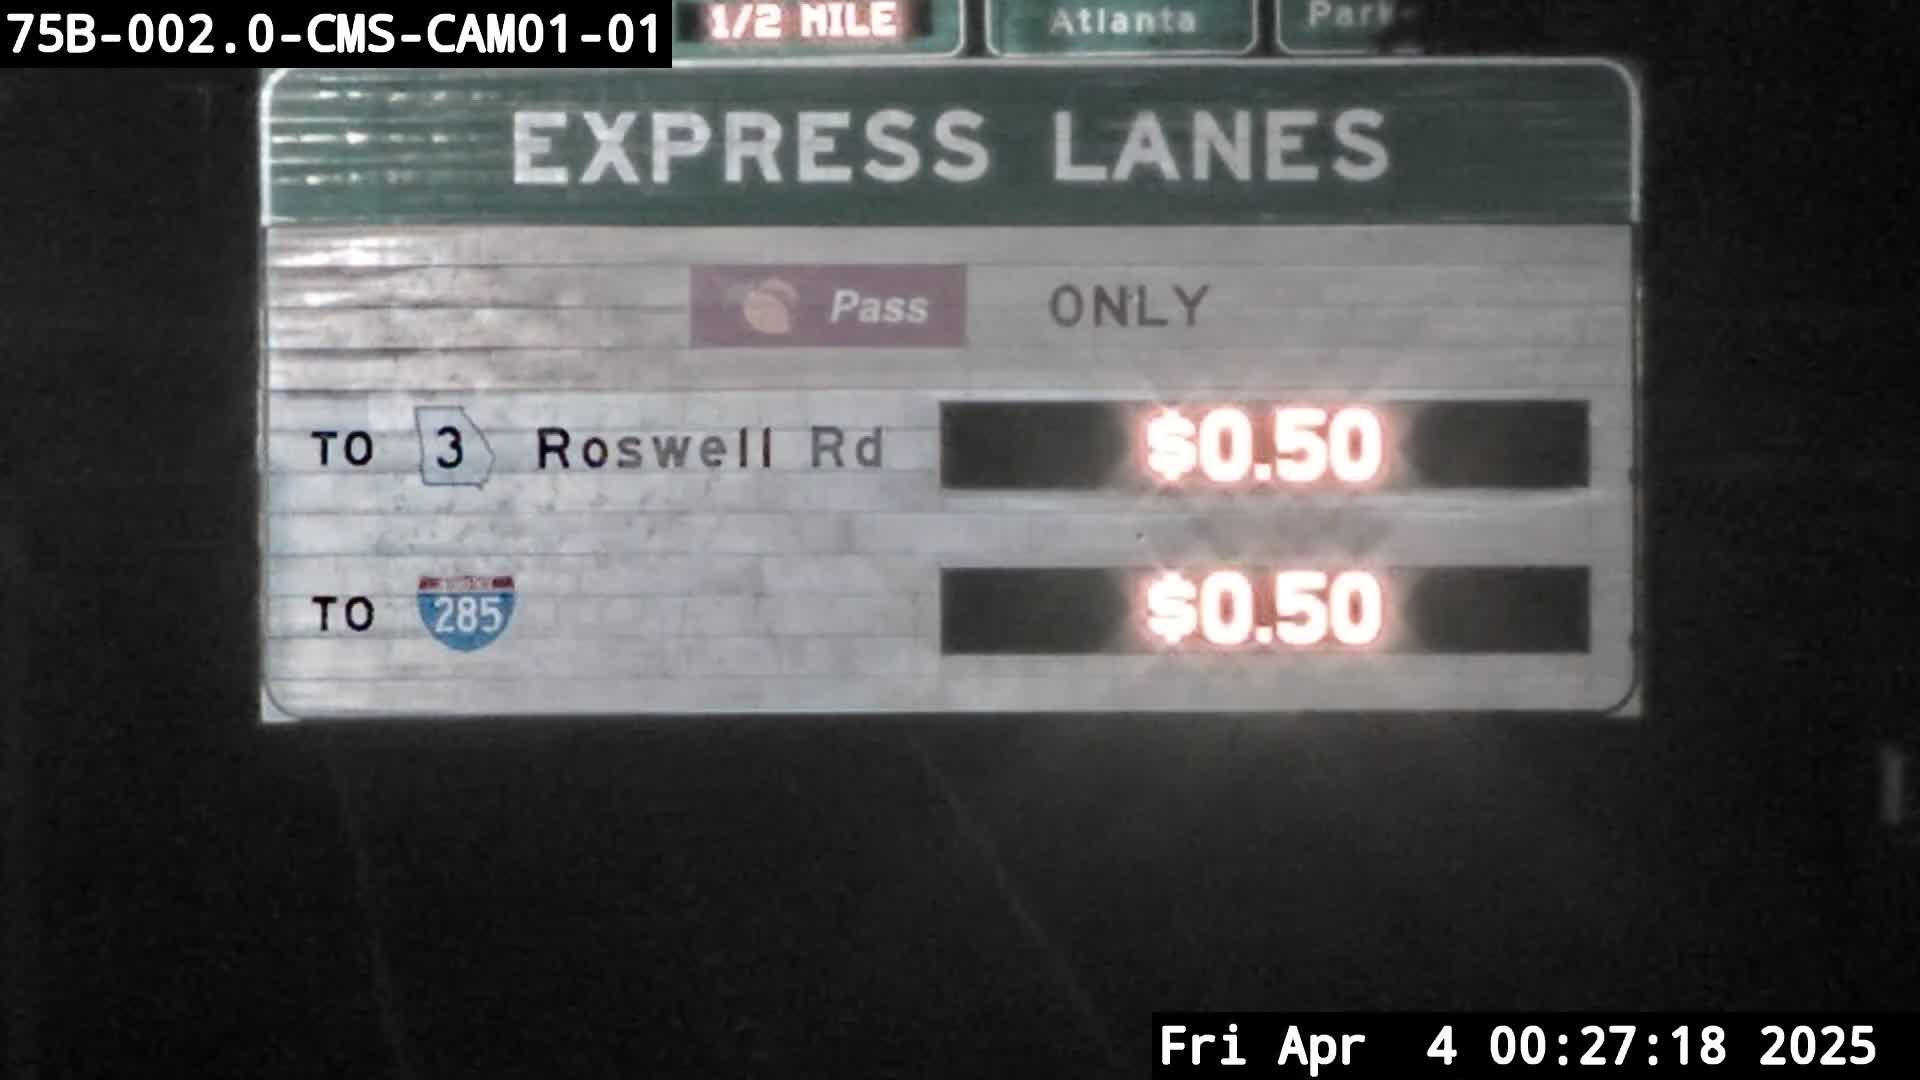 75B-002.0-CMS-CAM01-01
1/2 MILE
Atlanta
EXPRESS LANES
Pass ONLY
TO 3 Roswell Rd $0.50
TO 285 $0.50
Fri Apr 4 00:27:18 2025